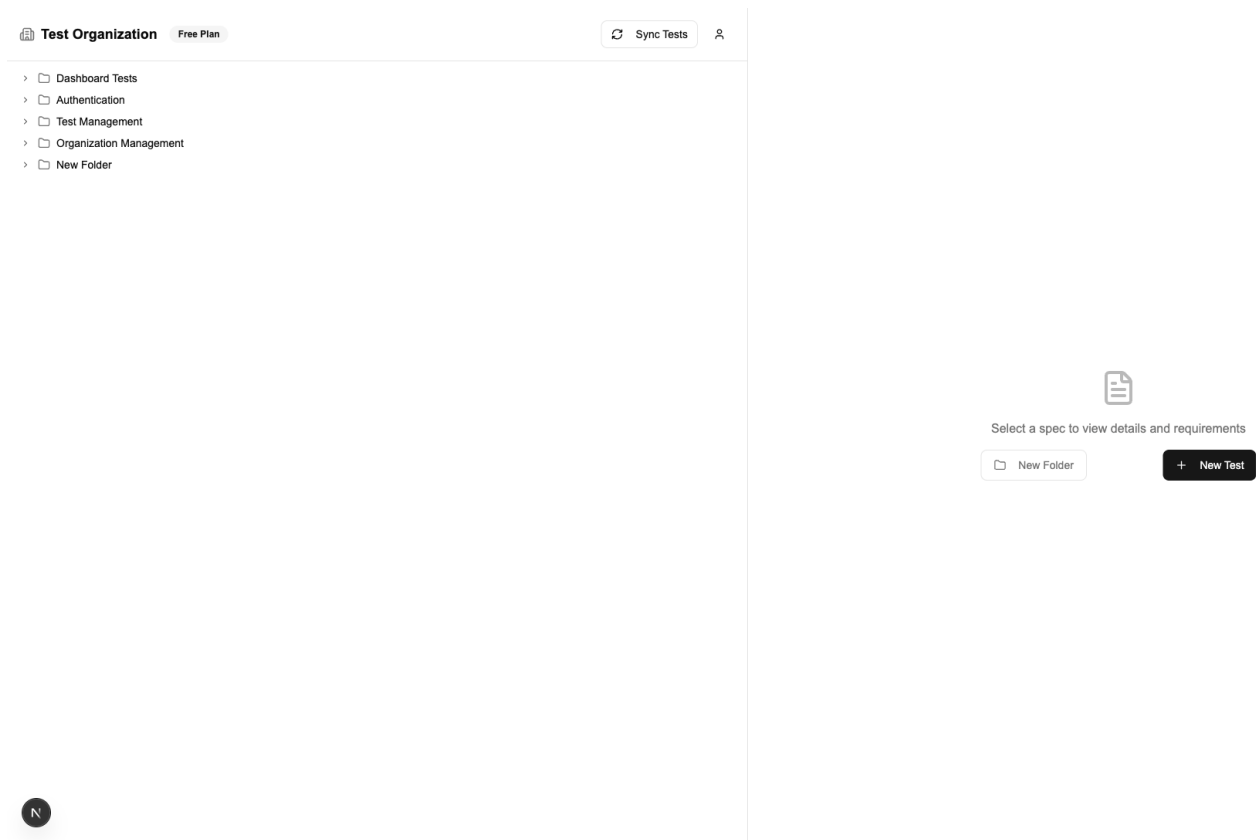 Test Organization Free Plan Sync Tests
Dashboard Tests
Authentication
Test Management
Organization Management
New Folder
Select a spec to view details and requirements
New Folder New Test
N